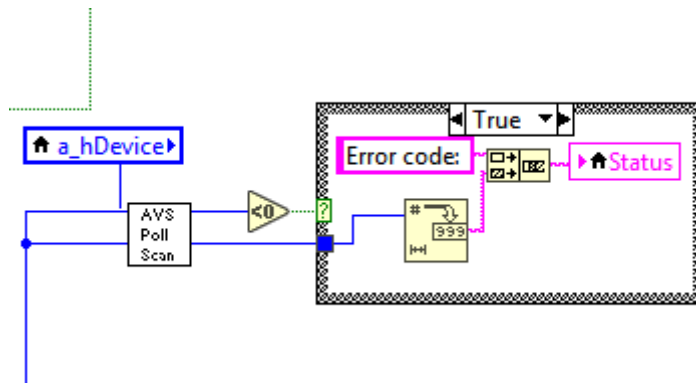 True
a_hDevice
Error code:
Status
AVS
Poll
Scan
<0
?
#
999